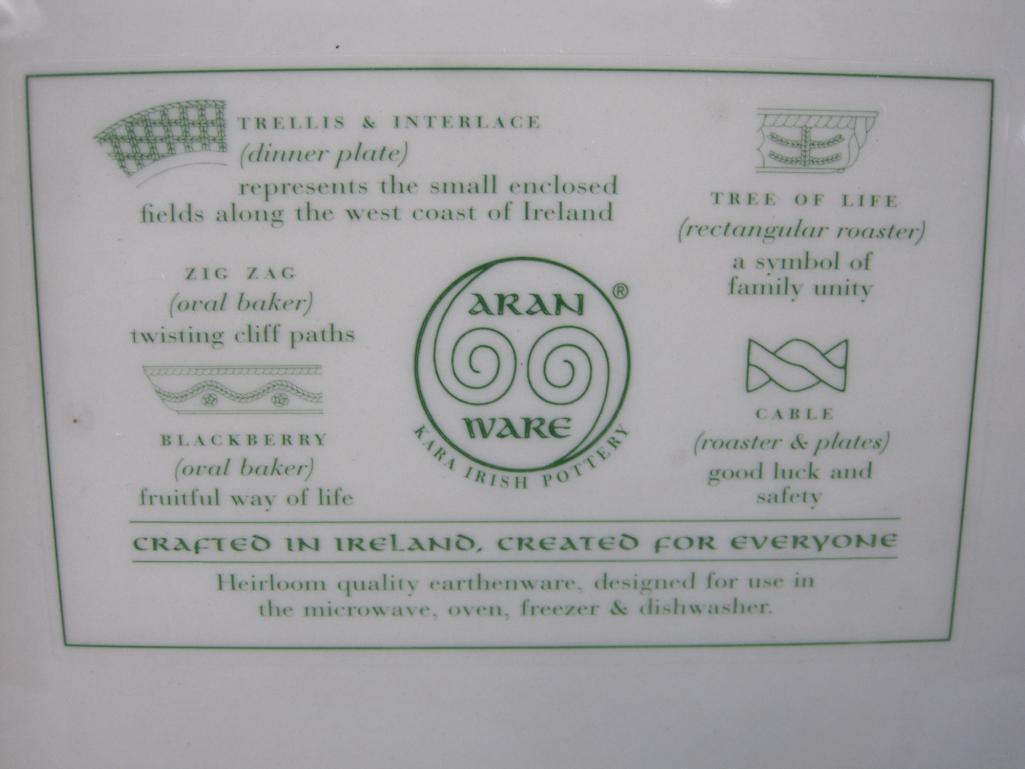 TRELLIS & INTERLACE
(dinner plate)
represents the small enclosed
fields along the west coast of Ireland
TREE OF LIFE
(rectangular roaster)
a symbol of
family unity
ZIG ZAG
(oval baker)
twisting cliff paths
ARAN ®
WARE
KARA IRISH POTTERY
BLACKBERRY
(oval baker)
fruitful way of life
CABLE
(roaster & plates)
good luck and
safety
CRAFTED IN IRELAND, CREATED FOR EVERYONE
Heirloom quality earthenware, designed for use in
the microwave, oven, freezer & dishwasher.